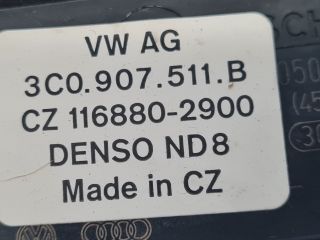 VW AG
3C0.907.511.B
CZ 116880-2900
DENSO ND8
Made in CZ